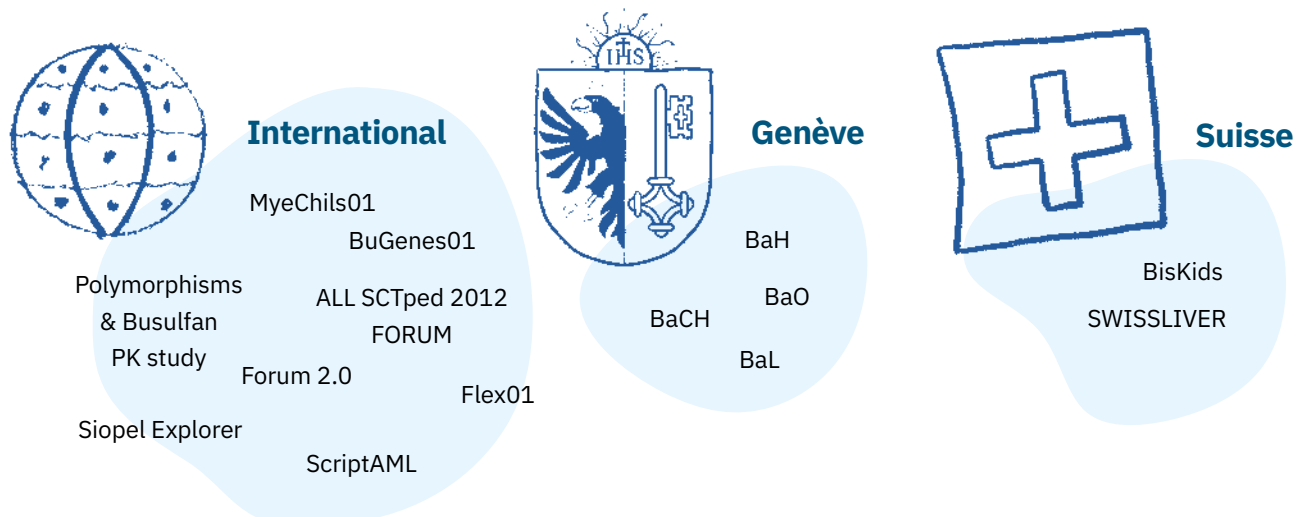 International
MyeChils01
BuGenes01
Polymorphisms
& Busulfan
PK study
ALL SCTped 2012
FORUM
Forum 2.0
Flex01
Siopel Explorer
ScriptAML
IHS
Genève
BaH
BaO
BaCH
BaL
Suisse
BisKids
SWISSLIVER